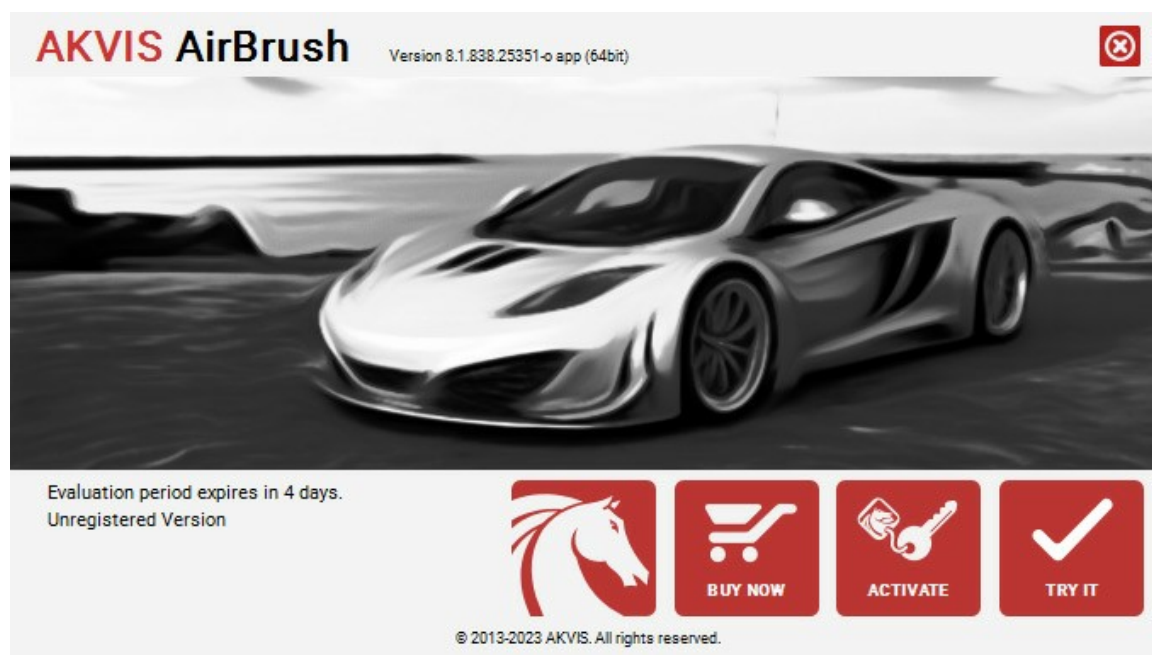 AKVIS AirBrush Version 8.1.838.25351-o app (64bit)
Evaluation period expires in 4 days.
Unregistered Version
BUY NOW ACTIVATE TRY IT
© 2013-2023 AKVIS. All rights reserved.